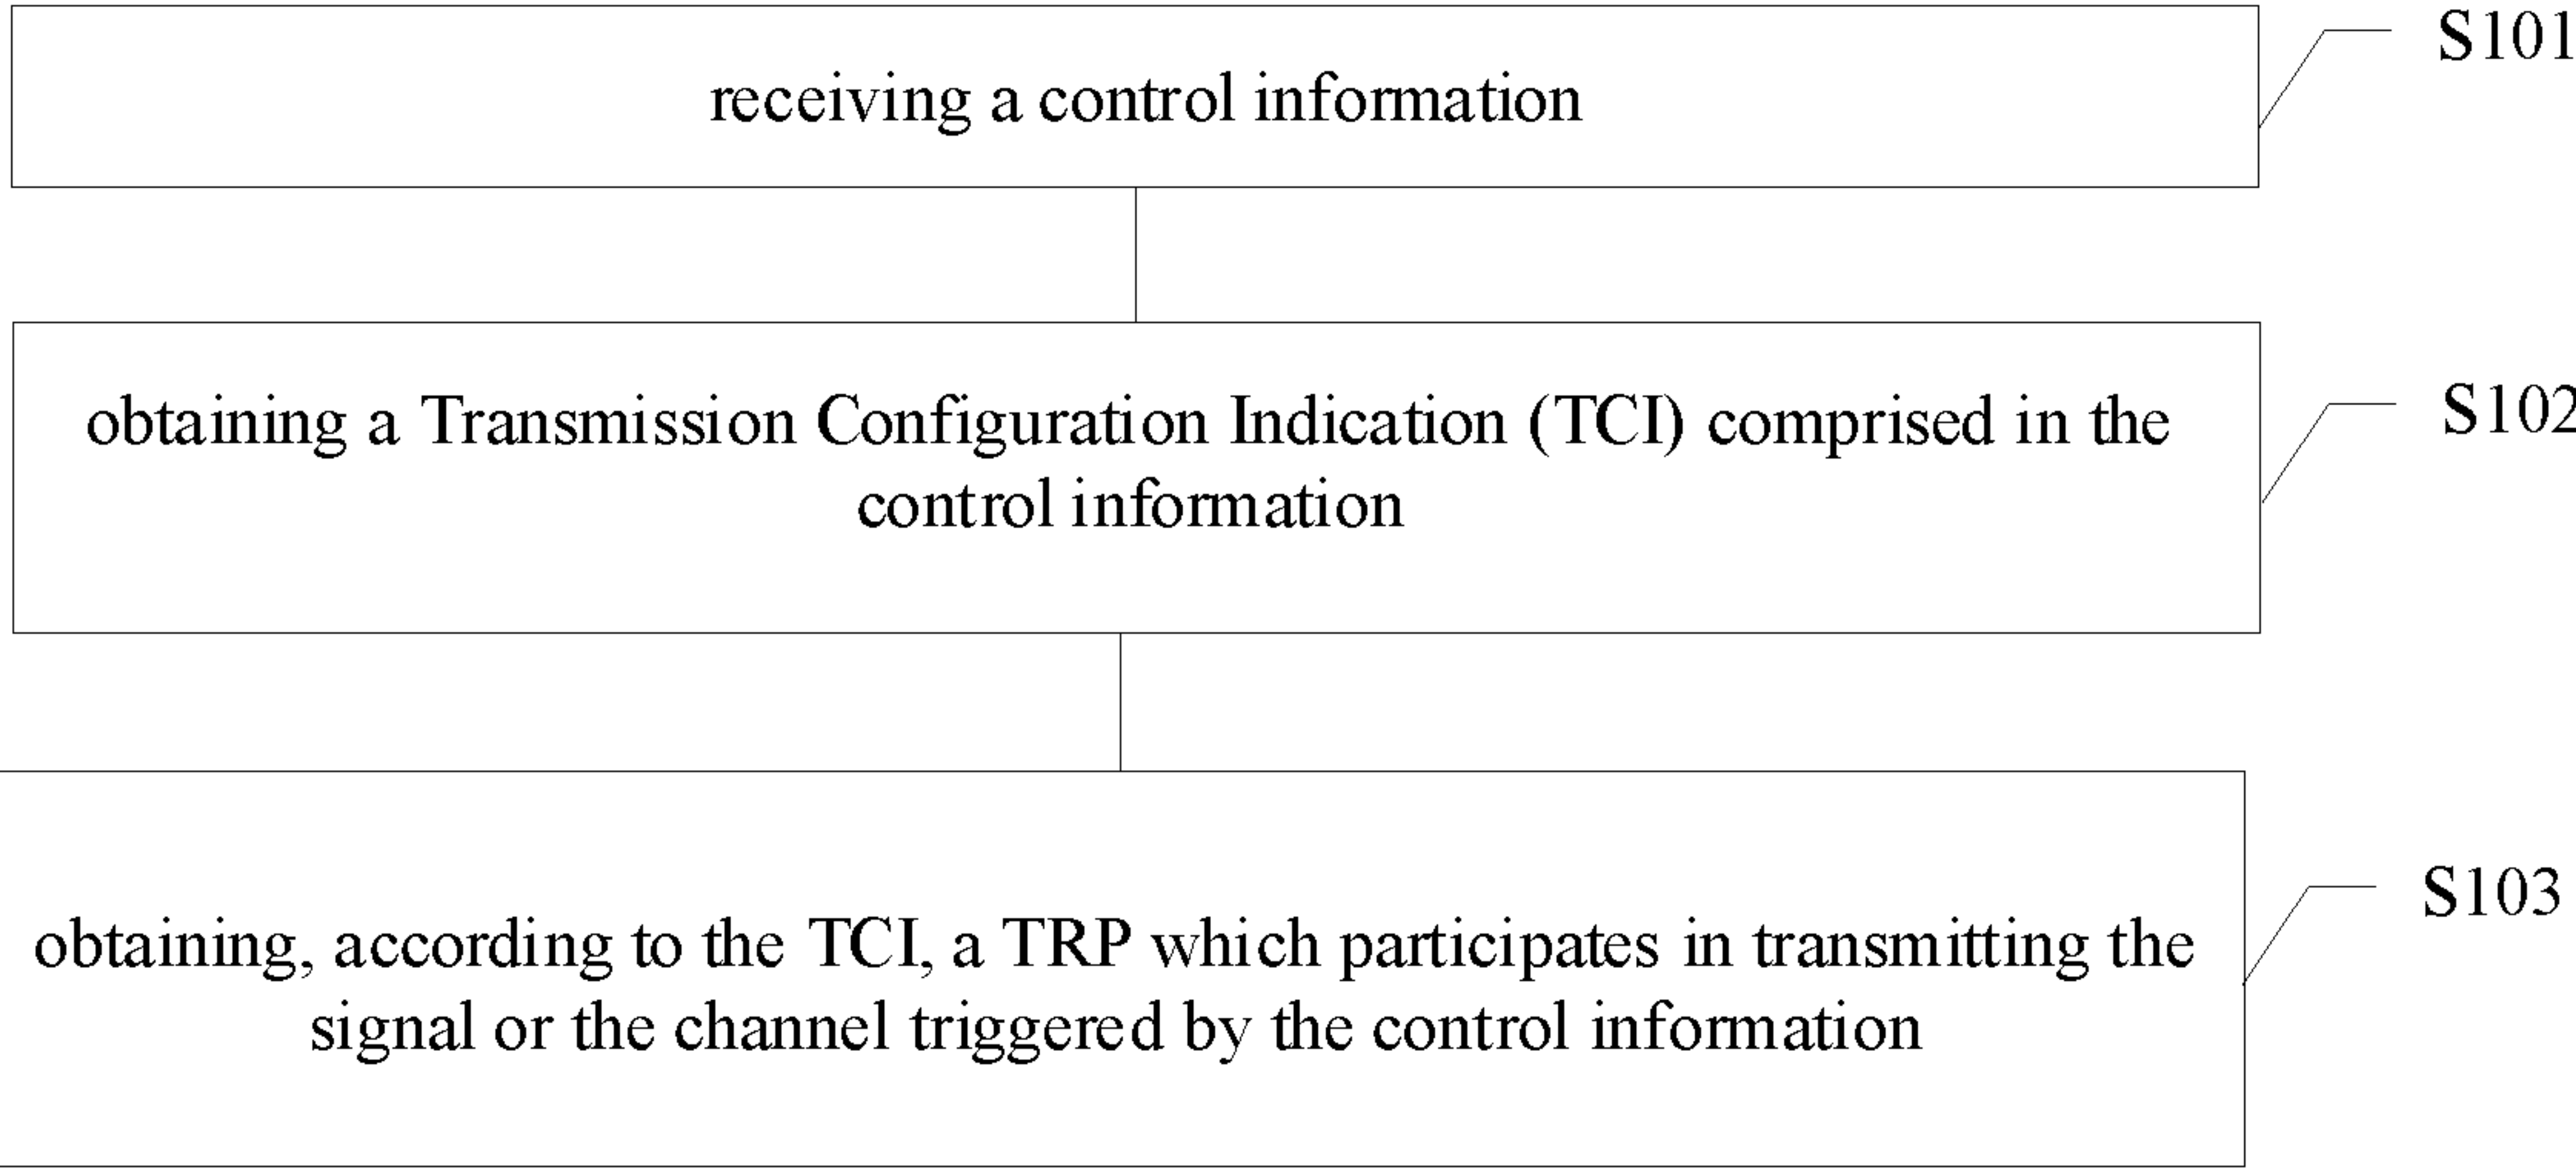 receiving a control information
S101
obtaining a Transmission Configuration Indication (TCI) comprised in the
control information
S102
obtaining, according to the TCI, a TRP which participates in transmitting the
signal or the channel triggered by the control information
S103